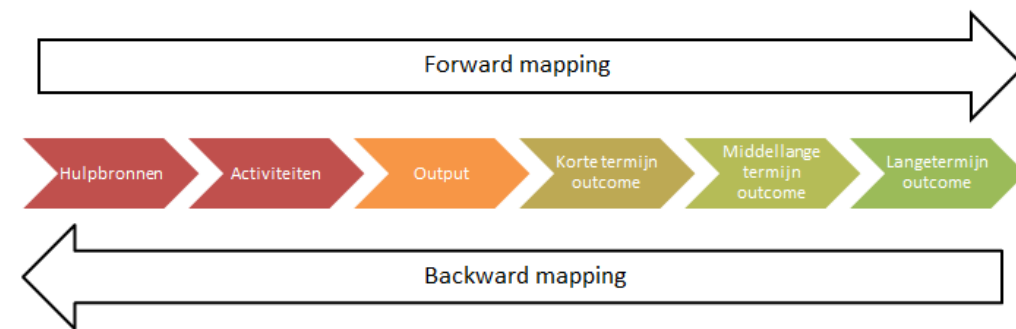 Forward mapping
Hulpbronnen
Activiteiten
Output
Korte termijn
outcome
Middellange
termijn
outcome
Langetermijn
outcome
Backward mapping